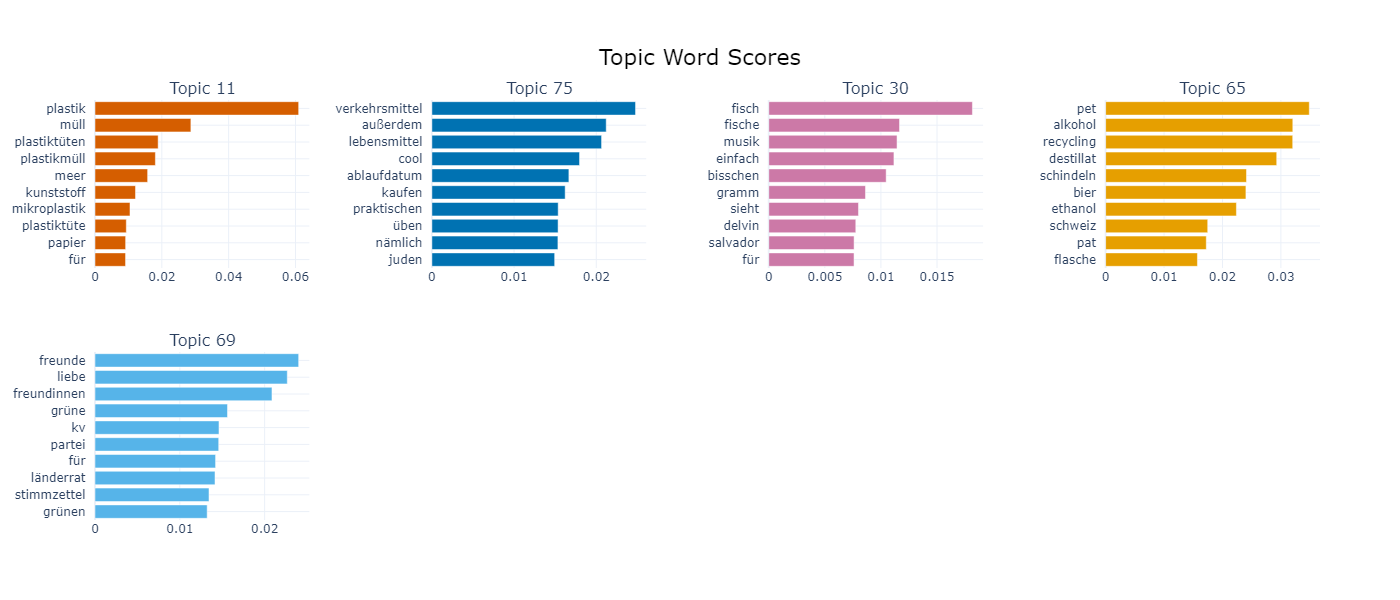 Topic Word Scores
Topic 11
plastik
müll
plastiktüten
plastikmüll
meer
kunststoff
mikroplastik
plastiktüte
papier
für
0 0.02 0.04 0.06
Topic 75
verkehrsmittel
außerdem
lebensmittel
cool
ablaufdatum
kaufen
praktischen
üben
nämlich
juden
0 0.01 0.02
Topic 30
fisch
fische
musik
einfach
bisschen
gramm
sieht
delvin
salvador
für
0 0.005 0.01 0.015
Topic 65
pet
alkohol
recycling
destillat
schindeln
bier
ethanol
schweiz
pat
flasche
0 0.01 0.02 0.03
Topic 69
freunde
liebe
freundinnen
grüne
kv
partei
für
länderrat
stimmzettel
grünen
0 0.01 0.02